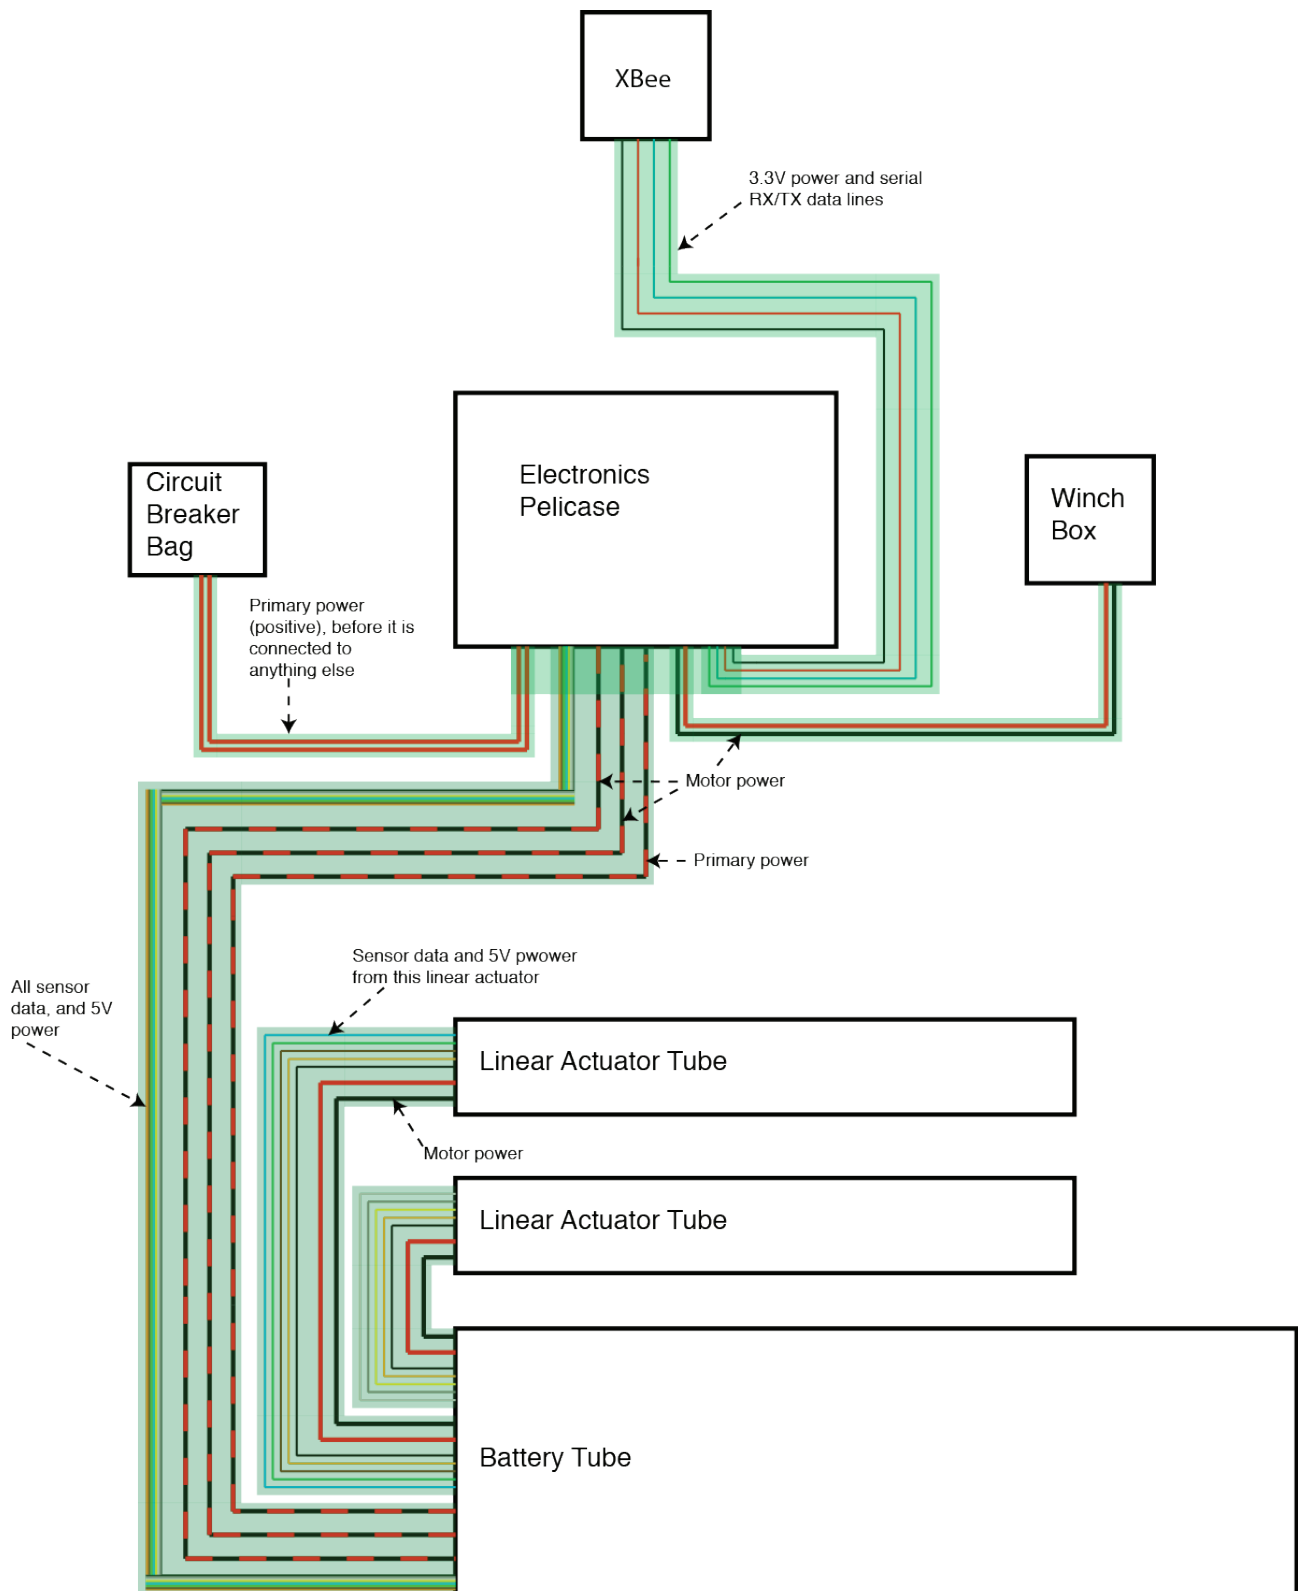 XBee
3.3V power and serial
RX/TX data lines
Electronics
Pelicase
Circuit
Breaker
Bag
Winch
Box
Primary power
(positive), before it is
connected to
anything else
Motor power
Primary power
Sensor data and 5V pwower
from this linear actuator
All sensor
data, and 5V
power
Linear Actuator Tube
Motor power
Linear Actuator Tube
Battery Tube